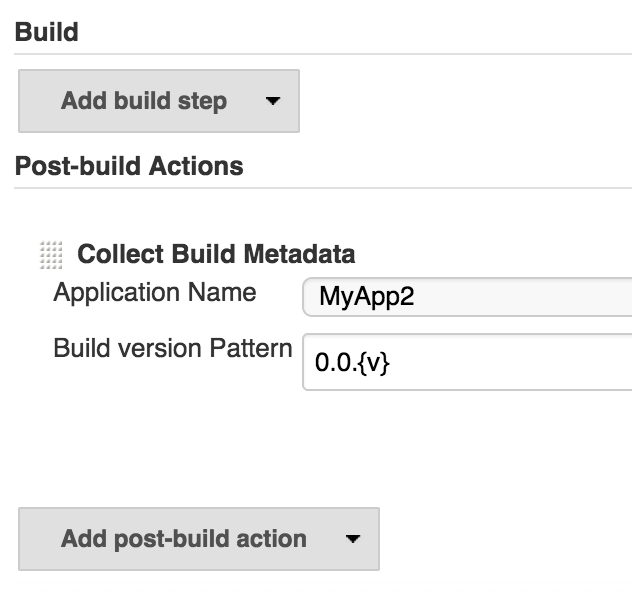 Build
Add build step
Post-build Actions
Collect Build Metadata
Application Name MyApp2
Build version Pattern 0.0.{v}
Add post-build action